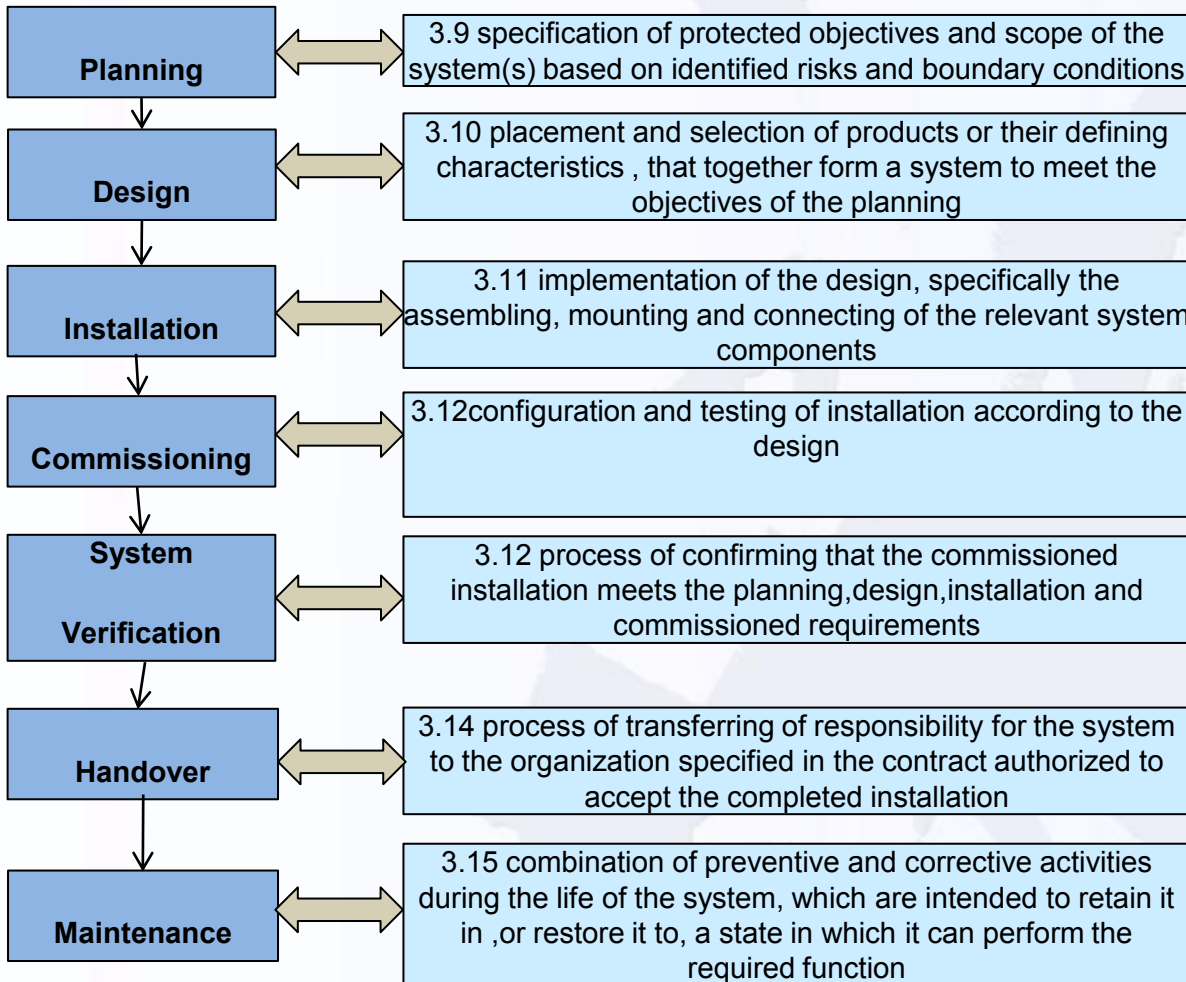 Planning
3.9 specification of protected objectives and scope of the
system(s) based on identified risks and boundary conditions
Design
3.10 placement and selection of products or their defining
characteristics , that together form a system to meet the
objectives of the planning
Installation
3.11 implementation of the design, specifically the
assembling, mounting and connecting of the relevant system
components
Commissioning
3.12configuration and testing of installation according to the
design
System
Verification
3.12 process of confirming that the commissioned
installation meets the planning,design,installation and
commissioned requirements
Handover
3.14 process of transferring of responsibility for the system
to the organization specified in the contract authorized to
accept the completed installation
Maintenance
3.15 combination of preventive and corrective activities
during the life of the system, which are intended to retain it
in ,or restore it to, a state in which it can perform the
required function